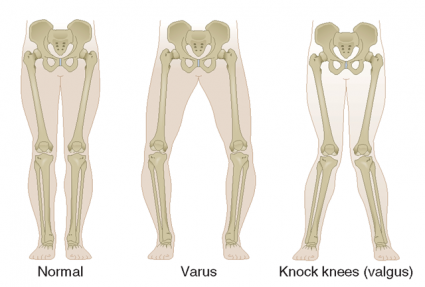 Normal
Varus
Knock knees (valgus)